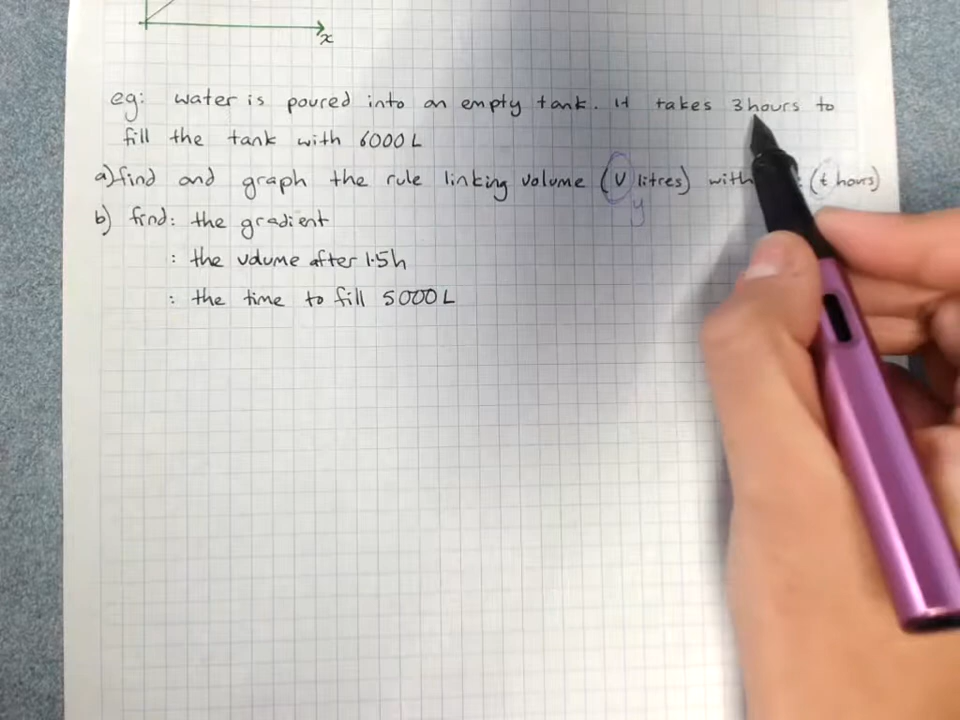 x
eg: water is poured into an empty tank. It takes 3 hours to
fill the tank with 6000 L
a) find and graph the rule linking volume (V litres) with (t hours)
y
b) find: the gradient
: the volume after 1.5h
: the time to fill 5000 L